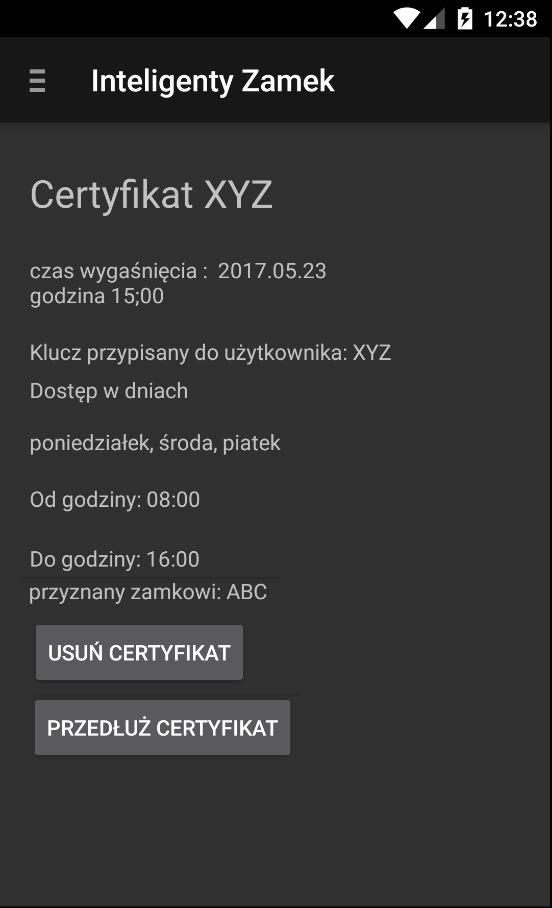 12:38
Inteligenty Zamek
Certyfikat XYZ
czas wygaśnięcia :  2017.05.23
godzina 15;00
Klucz przypisany do użytkownika: XYZ
Dostęp w dniach
poniedziałek, środa, piatek
Od godziny: 08:00
Do godziny: 16:00
przyznany zamkowi: ABC
USUŃ CERTYFIKAT
PRZEDŁUŻ CERTYFIKAT